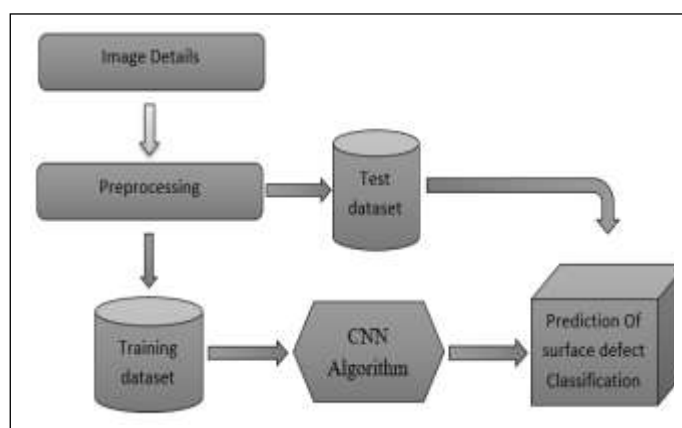 Image Details
Preprocessing
Test
dataset
Training
dataset
CNN
Algorithm
Prediction Of
surface defect
Classification